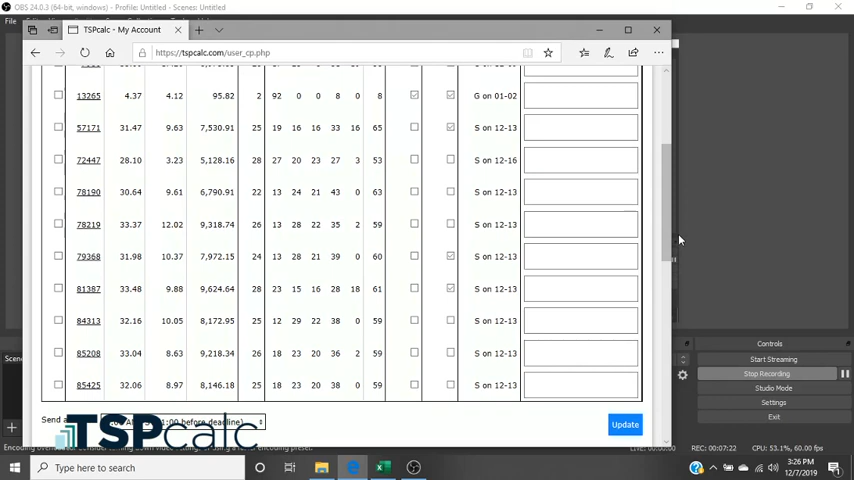 OBS 24.0.3 (64-bit, windows) - Profile: Untitled - Scenes: Untitled
File
TSPcalc - My Account
https://tspcalc.com/user_cp.php
13265 4.37 4.12 95.82 2 92 0 0 8 0 8 G on 01-02
57171 31.47 9.63 7,530.91 25 19 16 16 33 16 65 S on 12-13
72447 28.10 3.23 5,128.16 28 27 20 23 27 3 53 S on 12-16
78190 30.64 9.61 6,790.91 22 13 24 21 43 0 63 S on 12-13
78219 33.37 12.02 9,318.74 26 13 28 22 35 2 59 S on 12-13
79368 31.98 10.37 7,972.15 24 13 28 21 39 0 60 S on 12-13
81387 33.48 9.88 9,624.64 28 23 15 16 28 18 61 S on 12-13
84313 32.16 10.05 8,172.95 25 12 29 22 38 0 59 S on 12-13
85208 33.04 8.63 9,218.34 26 18 23 20 36 2 59 S on 12-13
85425 32.06 8.97 8,146.18 25 18 23 20 38 0 59 S on 12-13
Send a
:00 before deadline)
Update
TSPcalc
Controls
Start Streaming
Stop Recording
Studio Mode
Settings
Exit
LIVE: 00:00:00 REC: 00:07:22 CPU: 53.1%, 60.00 fps
Type here to search
3:26 PM
12/7/2019